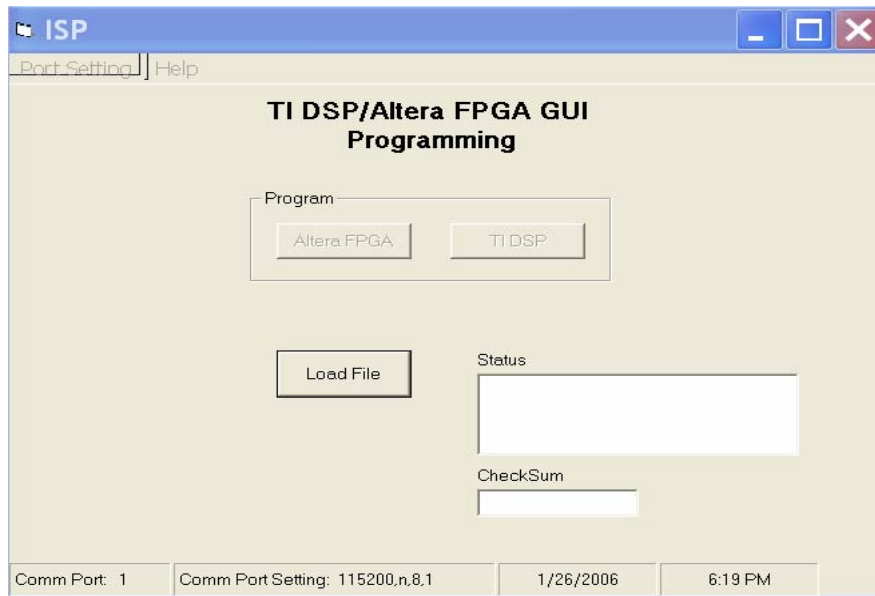 ISP
Port Setting Help
TI DSP/Altera FPGA GUI
Programming
Program
Altera FPGA TI DSP
Load File
Status
CheckSum
Comm Port: 1 Comm Port Setting: 115200,n,8,1 1/26/2006 6:19 PM